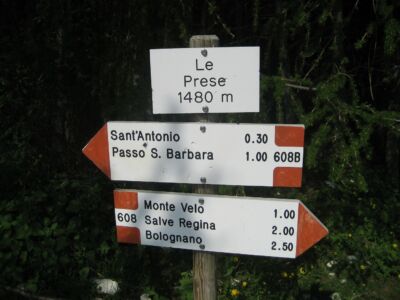 Le
Prese
1480 m
Sant'Antonio 0.30
Passo S. Barbara 1.00 608B
Monte Velo 1.00
608 Salve Regina 2.00
Bolognano 2.50